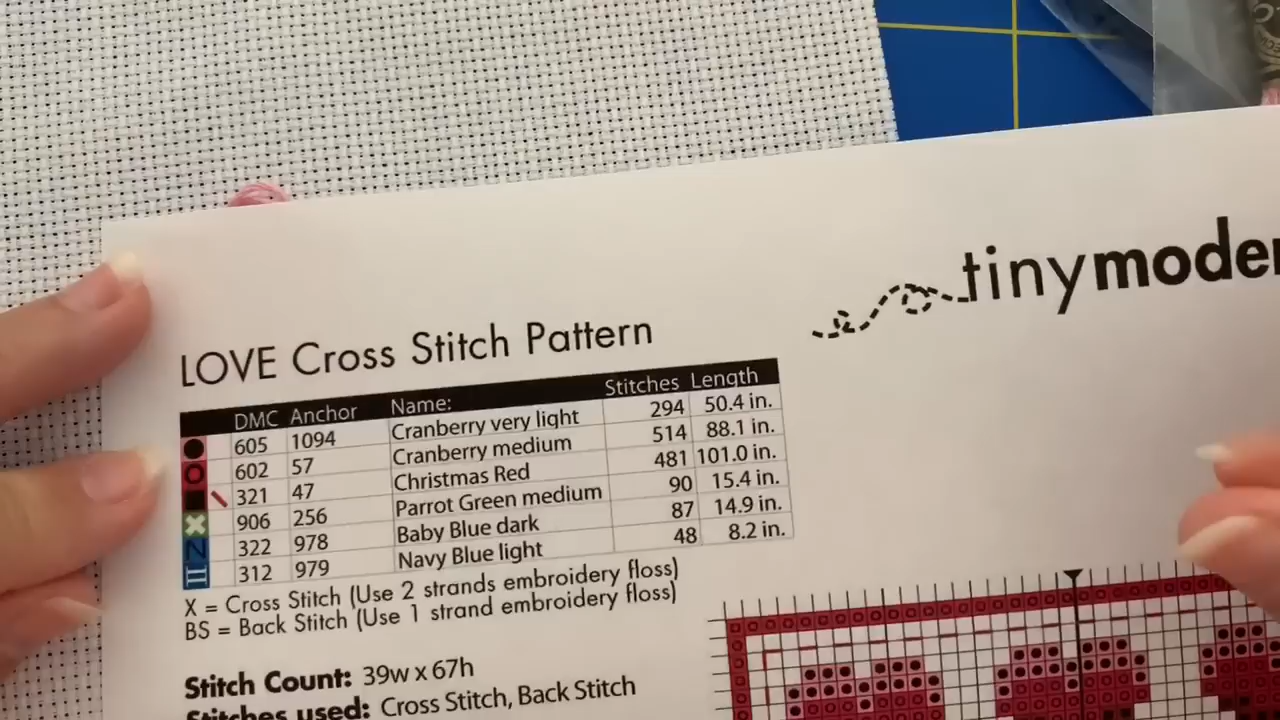 tinymoder
LOVE Cross Stitch Pattern
DMC Anchor Name: Stitches Length
605 1094 Cranberry very light 294 50.4 in.
602 57 Cranberry medium 514 88.1 in.
321 47 Christmas Red 481 101.0 in.
906 256 Parrot Green medium 90 15.4 in.
322 978 Baby Blue dark 87 14.9 in.
312 979 Navy Blue light 48 8.2 in.
X = Cross Stitch (Use 2 strands embroidery floss)
BS = Back Stitch (Use 1 strand embroidery floss)
Stitch Count: 39w x 67h
Stitches used: Cross Stitch, Back Stitch